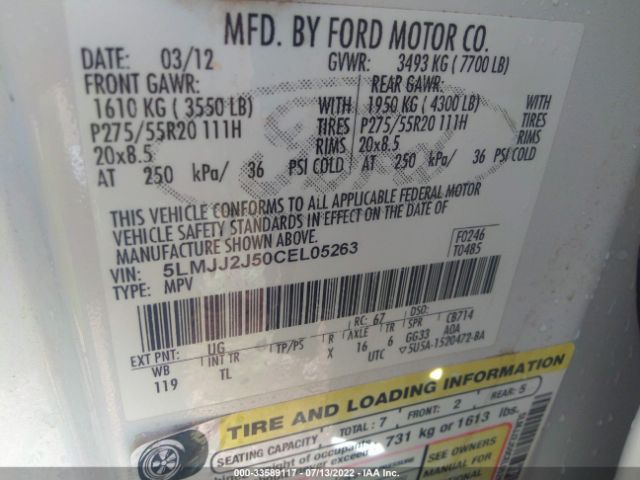 MFD. BY FORD MOTOR CO.
DATE: 03/12 GVWR: 3493 KG (7700 LB)
FRONT GAWR: REAR GAWR:
1610 KG (3550 LB) WITH 1950 KG (4300 LB) WITH
P275/55R20 111H TIRES P275/55R20 111H TIRES
20x8.5 RIMS 20x8.5 RIMS
AT 250 kPa/ 36 PSI COLD AT 250 kPa/ 36 PSI COLD
THIS VEHICLE CONFORMS TO ALL APPLICABLE FEDERAL MOTOR
VEHICLE SAFETY STANDARDS IN EFFECT ON THE DATE OF
MANUFACTURE SHOWN ABOVE.
VIN: 5LMJJ2J50CEL05263 F0246
TYPE: MPV T0485
EXT PNT: UG RC: 67 DSO:
WB INT TR TP/PS R AXLE TR SPR CB714
119 TL X 16 6 GG33 AOA
UTC ▽5U5A-1520472-BA
TIRE AND LOADING INFORMATION
SEATING CAPACITY TOTAL: 7 FRONT: 2 REAR: 5
731 kg or 1613 lbs.
SEE OWNERS
MANUAL FOR
IAA
000-33589117 - 07/13/2022 - IAAI.com